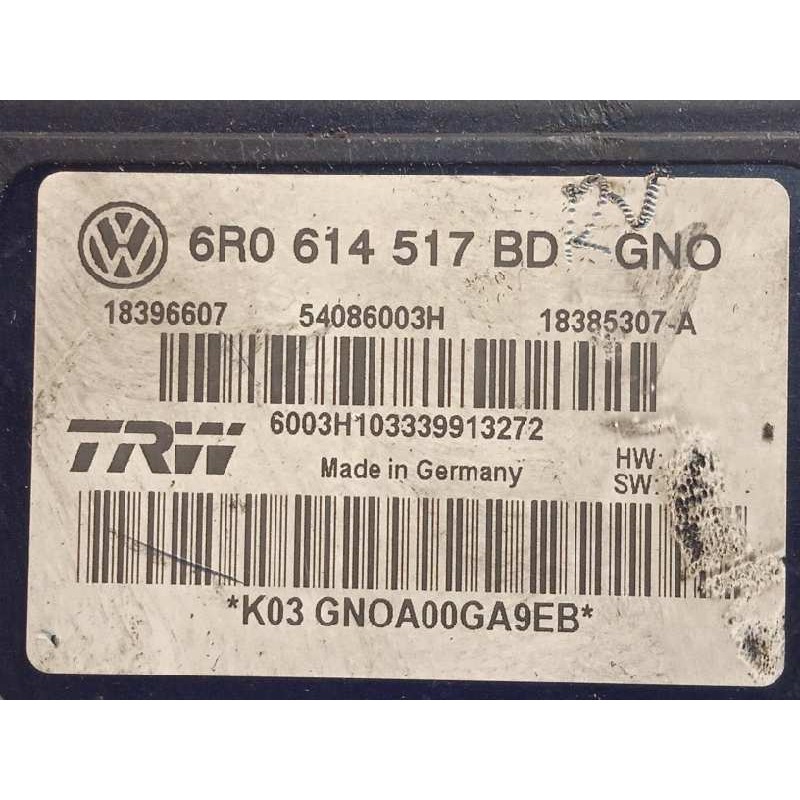 6R0 614 517 BD GNO
18396607 54086003H 18385307-A
6003H103339913272
TRW
Made in Germany
HW:
SW:
*K03 GNOA00GA9EB*